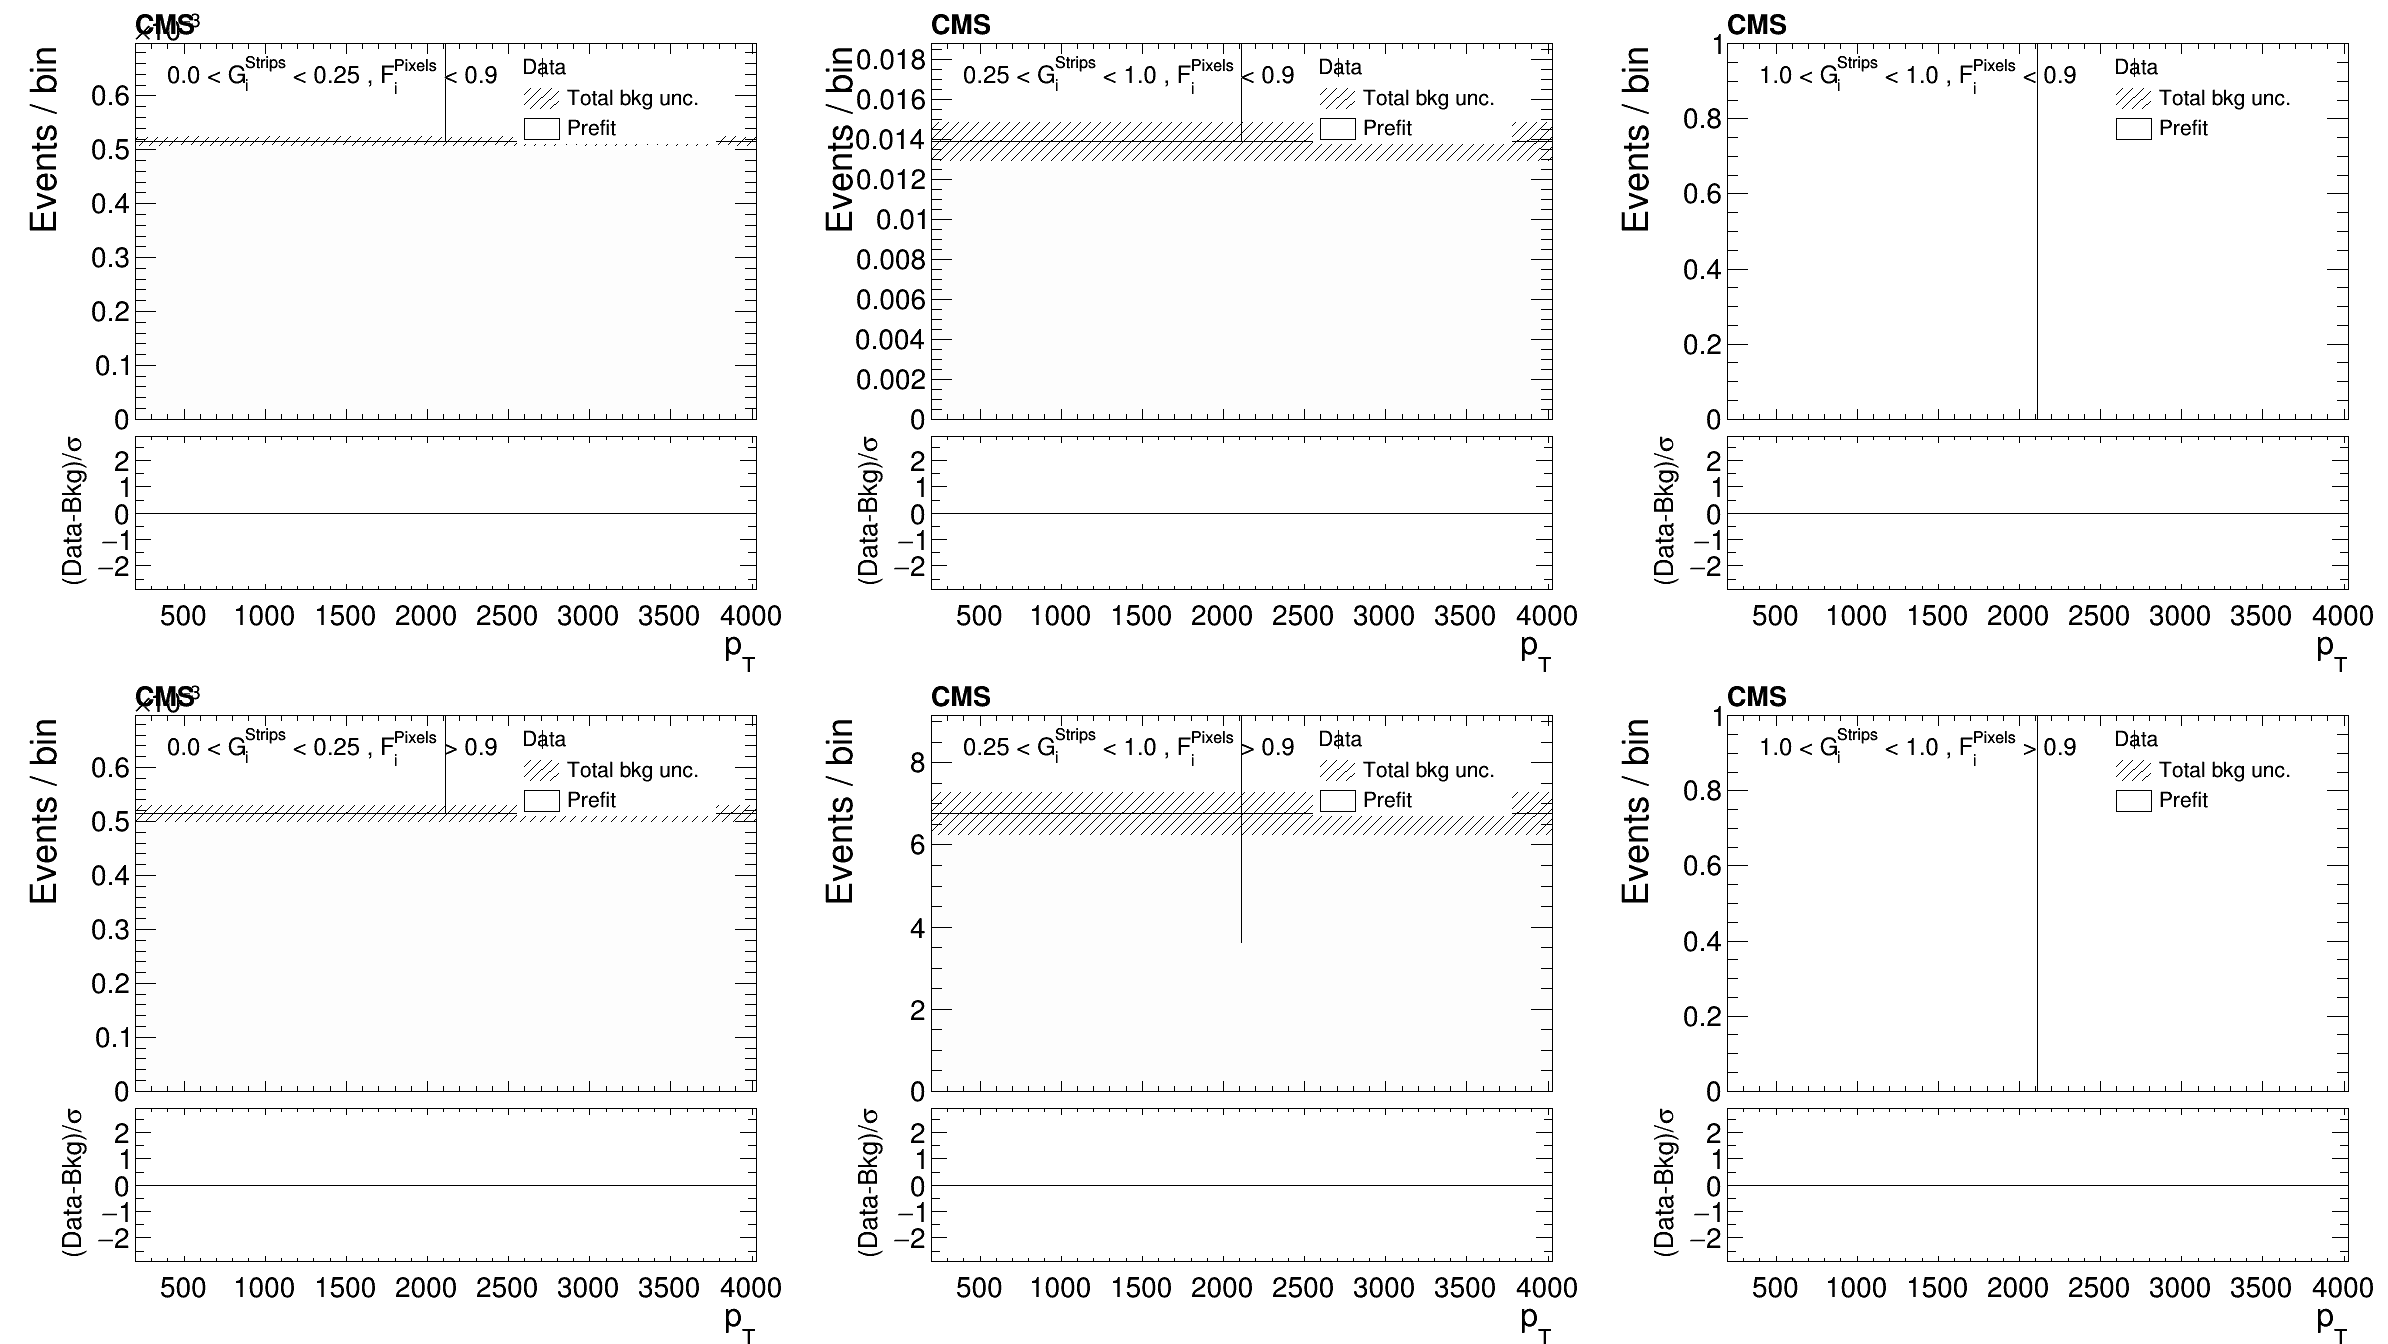 CMS
×10^-3
Events / bin
0.0 < G_i^Strips < 0.25 , F_i^Pixels < 0.9
Data
Total bkg unc.
Prefit
0.6
0.5
0.4
0.3
0.2
0.1
0
(Data-Bkg)/σ
2
1
0
−1
−2
500 1000 1500 2000 2500 3000 3500 4000
p_T
CMS
Events / bin
0.25 < G_i^Strips < 1.0 , F_i^Pixels < 0.9
Data
Total bkg unc.
Prefit
0.018
0.016
0.014
0.012
0.01
0.008
0.006
0.004
0.002
0
(Data-Bkg)/σ
2
1
0
−1
−2
500 1000 1500 2000 2500 3000 3500 4000
p_T
CMS
Events / bin
1.0 < G_i^Strips < 1.0 , F_i^Pixels < 0.9
Data
Total bkg unc.
Prefit
1
0.8
0.6
0.4
0.2
0
(Data-Bkg)/σ
2
1
0
−1
−2
500 1000 1500 2000 2500 3000 3500 4000
p_T
CMS
×10^-3
Events / bin
0.0 < G_i^Strips < 0.25 , F_i^Pixels > 0.9
Data
Total bkg unc.
Prefit
0.6
0.5
0.4
0.3
0.2
0.1
0
(Data-Bkg)/σ
2
1
0
−1
−2
500 1000 1500 2000 2500 3000 3500 4000
p_T
CMS
Events / bin
0.25 < G_i^Strips < 1.0 , F_i^Pixels > 0.9
Data
Total bkg unc.
Prefit
8
6
4
2
0
(Data-Bkg)/σ
2
1
0
−1
−2
500 1000 1500 2000 2500 3000 3500 4000
p_T
CMS
Events / bin
1.0 < G_i^Strips < 1.0 , F_i^Pixels > 0.9
Data
Total bkg unc.
Prefit
1
0.8
0.6
0.4
0.2
0
(Data-Bkg)/σ
2
1
0
−1
−2
500 1000 1500 2000 2500 3000 3500 4000
p_T